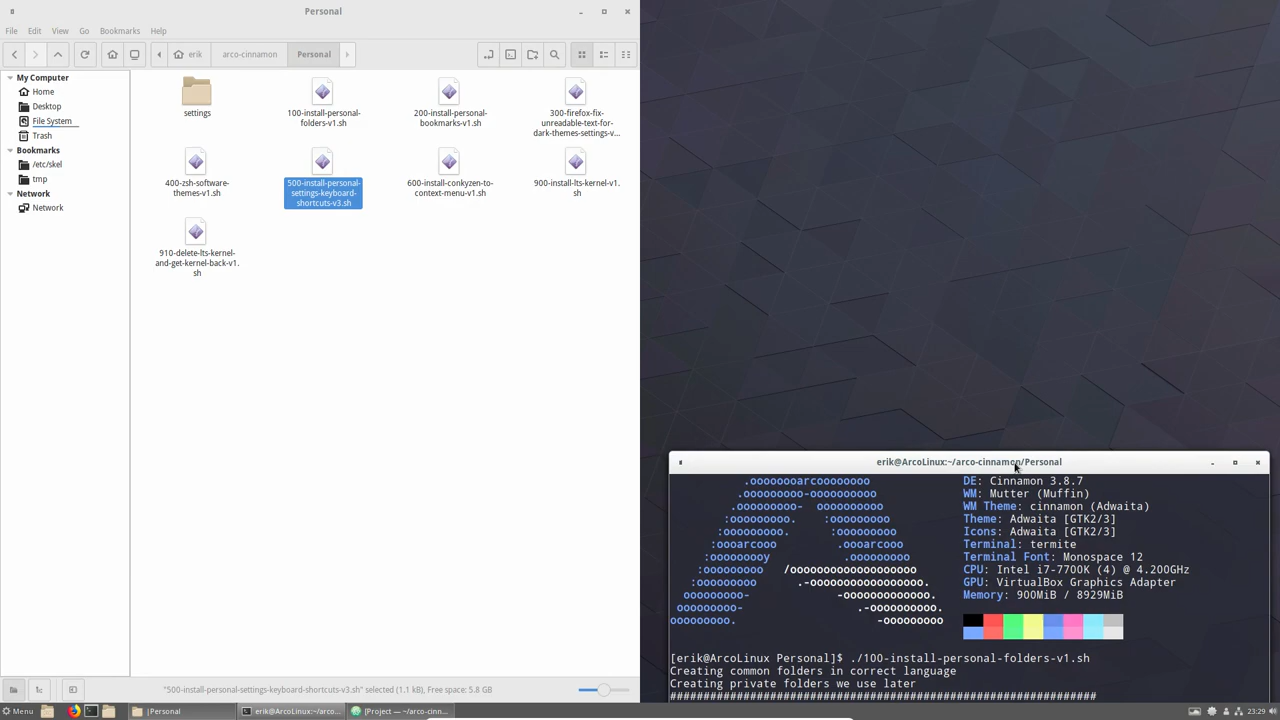 Personal
File Edit View Go Bookmarks Help
erik arco-cinnamon Personal
My Computer
Home
Desktop
File System
Trash
Bookmarks
/etc/skel
tmp
Network
Network
settings
100-install-personal-
folders-v1.sh
200-install-personal-
bookmarks-v1.sh
300-firefox-fix-
unreadable-text-for-
dark-themes-settings-v...
400-zsh-software-
themes-v1.sh
500-install-personal-
settings-keyboard-
shortcuts-v3.sh
600-install-conkyzen-to-
context-menu-v1.sh
900-install-lts-kernel-v1.
sh
910-delete-lts-kernel-
and-get-kernel-back-v1.
sh
"500-install-personal-settings-keyboard-shortcuts-v3.sh" selected (1.1 kB), Free space: 5.8 GB
erik@ArcoLinux:~/arco-cinnamon/Personal
.ooooooooarcoooooooo DE: Cinnamon 3.8.7
.ooooooooo-oooooooooo WM: Mutter (Muffin)
.ooooooooo- oooooooooo WM Theme: cinnamon (Adwaita)
:ooooooooo. :ooooooooo Theme: Adwaita [GTK2/3]
:ooooooooo. :ooooooooo Icons: Adwaita [GTK2/3]
:oooarcooo .oooarcooo Terminal: termite
:ooooooooy .ooooooooo Terminal Font: Monospace 12
:ooooooooo /ooooooooooooooooooo CPU: Intel i7-7700K (4) @ 4.200GHz
:ooooooooo .-ooooooooooooooooo. GPU: VirtualBox Graphics Adapter
ooooooooo- -ooooooooooooo. Memory: 900MiB / 8929MiB
ooooooooo- .-oooooooooo.
ooooooooo. -ooooooooo
[erik@ArcoLinux Personal]$ ./100-install-personal-folders-v1.sh
Creating common folders in correct language
Creating private folders we use later
################################################################
Menu [Personal erik@ArcoLinux:~/arco... [Project — ~/arco-cinn... 23:29